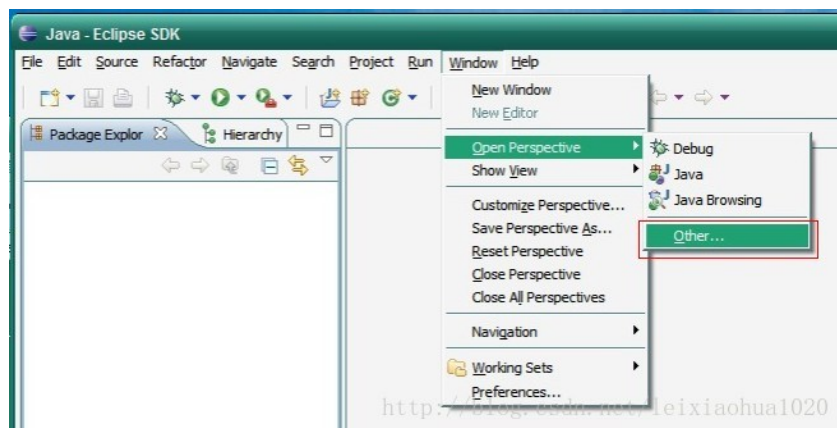 Java - Eclipse SDK
File Edit Source Refactor Navigate Search Project Run Window Help
New Window
New Editor
Package Explor Hierarchy
Open Perspective
Debug
Show View
Java
Java Browsing
Customize Perspective...
Save Perspective As...
Other...
Reset Perspective
Close Perspective
Close All Perspectives
Navigation
Working Sets
Preferences...
http://blog.csdn.net/leixiaohua1020